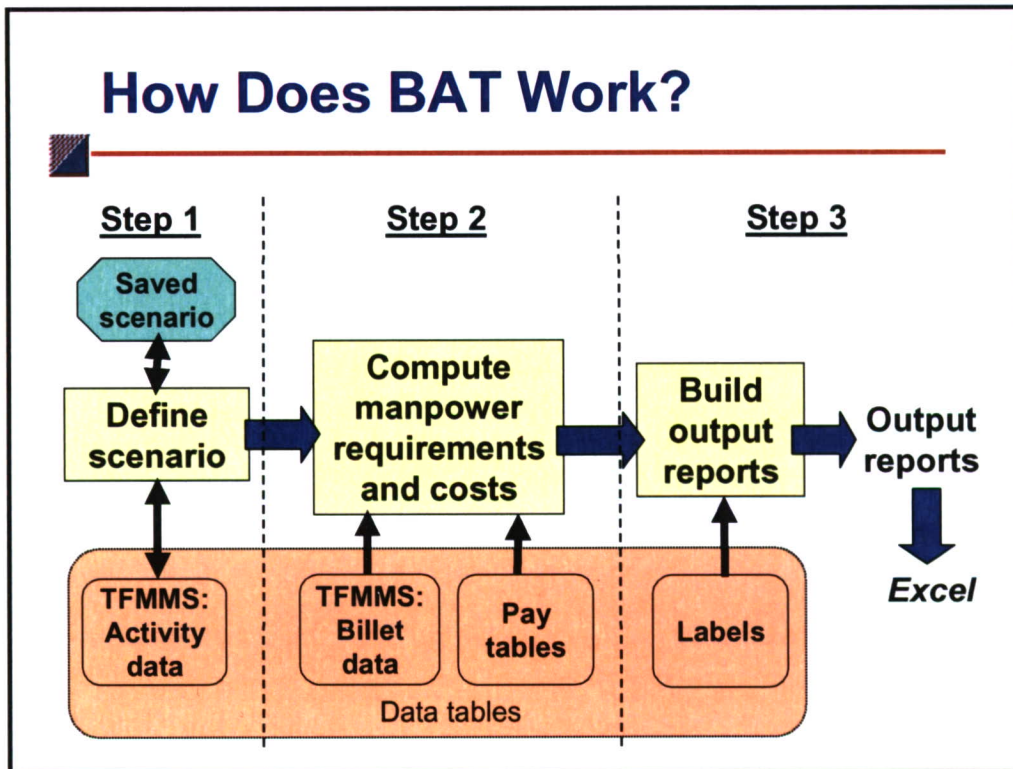 How Does BAT Work?
Step 1
Step 2
Step 3
Saved
scenario
Define
scenario
Compute
manpower
requirements
and costs
Build
output
reports
Output
reports
Excel
TFMMS:
Activity
data
TFMMS:
Billet
data
Pay
tables
Labels
Data tables